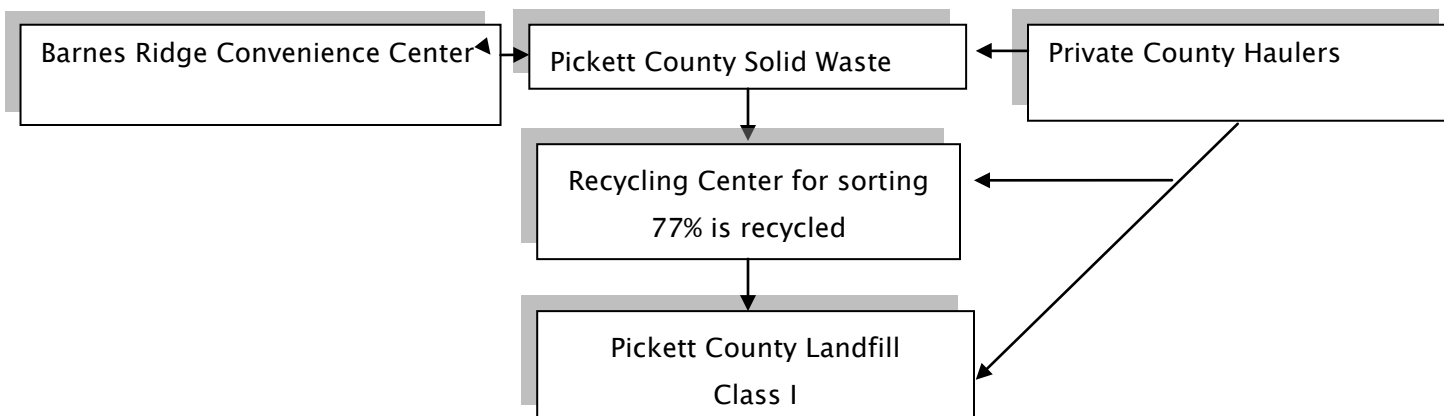 Barnes Ridge Convenience Center
Pickett County Solid Waste
Private County Haulers
Recycling Center for sorting
77% is recycled
Pickett County Landfill
Class I